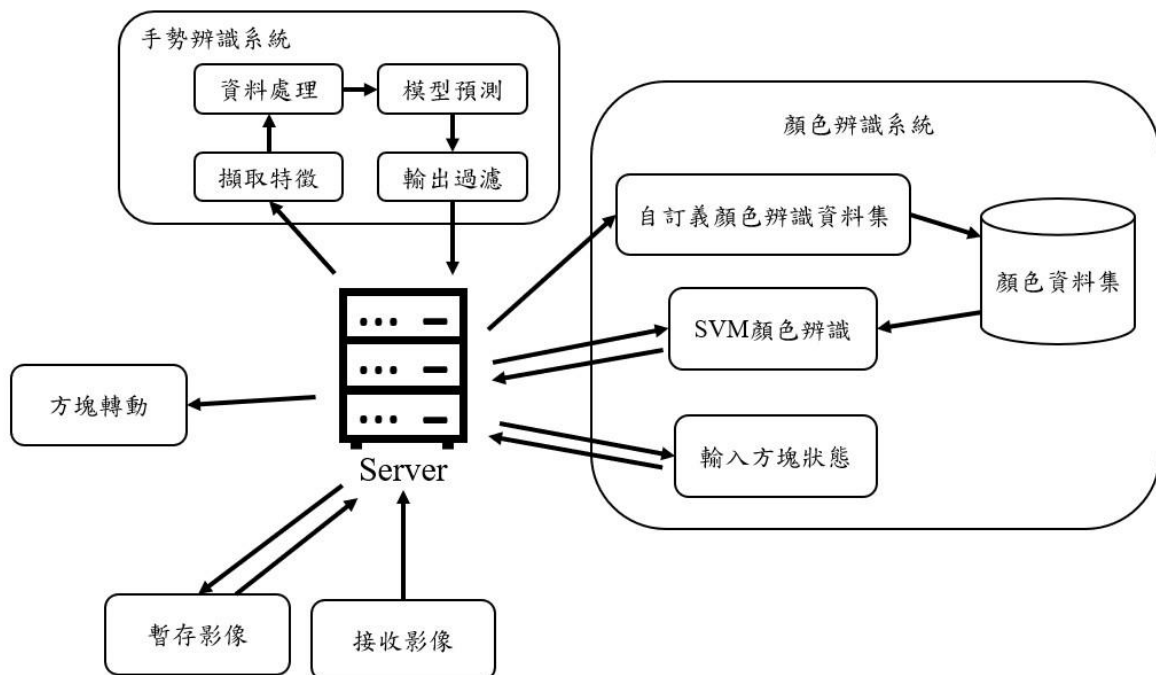 手勢辨識系統
資料處理
模型預測
擷取特徵
輸出過濾
顏色辨識系統
自訂義顏色辨識資料集
顏色資料集
SVM顏色辨識
輸入方塊狀態
方塊轉動
Server
暫存影像
接收影像